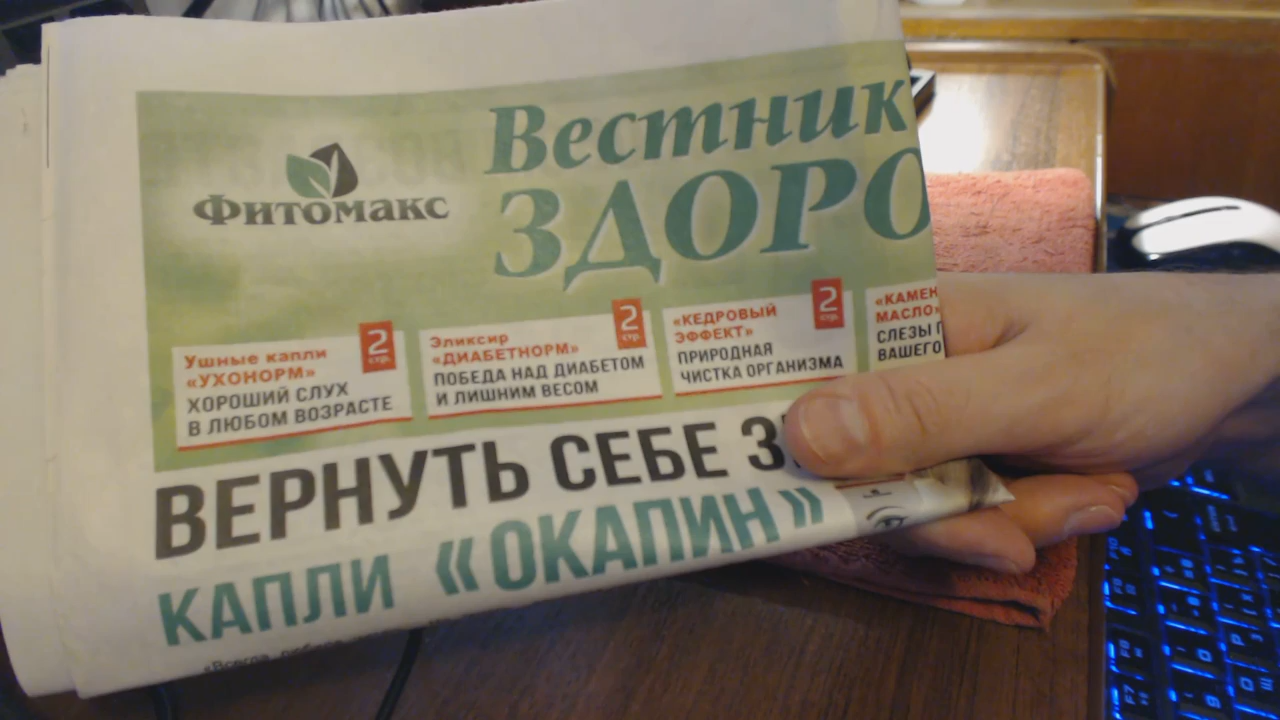 Фитомакс
Вестник
ЗДОРО
Ушные капли
«УХОНОРМ»
ХОРОШИЙ СЛУХ
В ЛЮБОМ ВОЗРАСТЕ
2
стр.
Эликсир
«ДИАБЕТНОРМ»
ПОБЕДА НАД ДИАБЕТОМ
И ЛИШНИМ ВЕСОМ
2
стр.
«КЕДРОВЫЙ
ЭФФЕКТ»
ПРИРОДНАЯ
ЧИСТКА ОРГАНИЗМА
2
стр.
«КАМЕН
МАСЛО»
СЛЕЗЫ Г
ВАШЕГО
ВЕРНУТЬ СЕБЕ З
КАПЛИ «ОКАПИН»